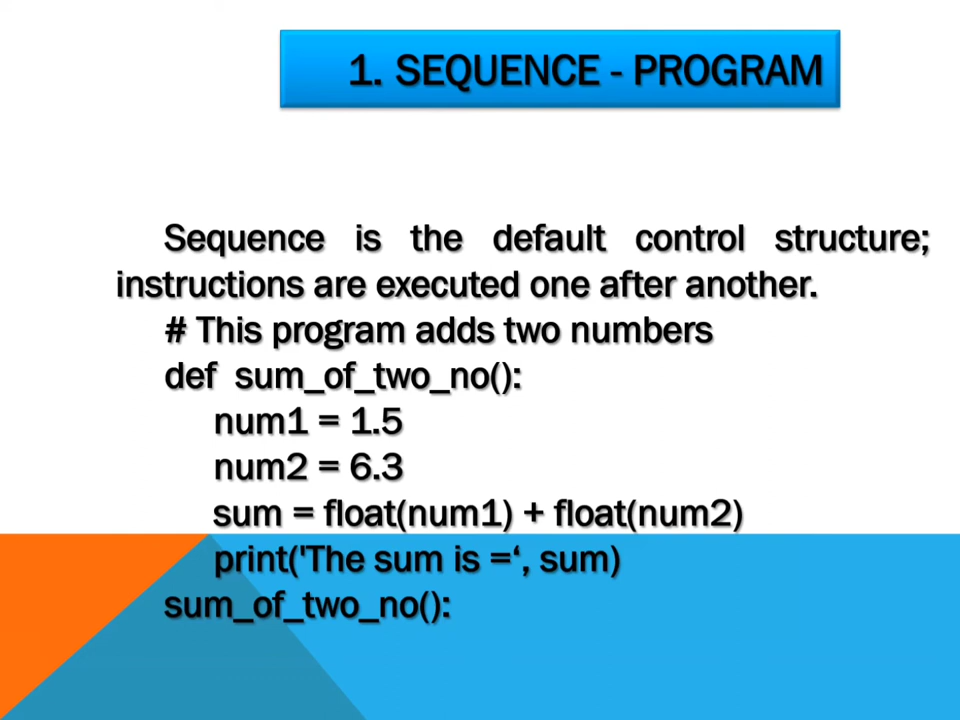 1. SEQUENCE - PROGRAM
Sequence is the default control structure;
instructions are executed one after another.
# This program adds two numbers
def sum_of_two_no():
num1 = 1.5
num2 = 6.3
sum = float(num1) + float(num2)
print('The sum is =‘, sum)
sum_of_two_no():